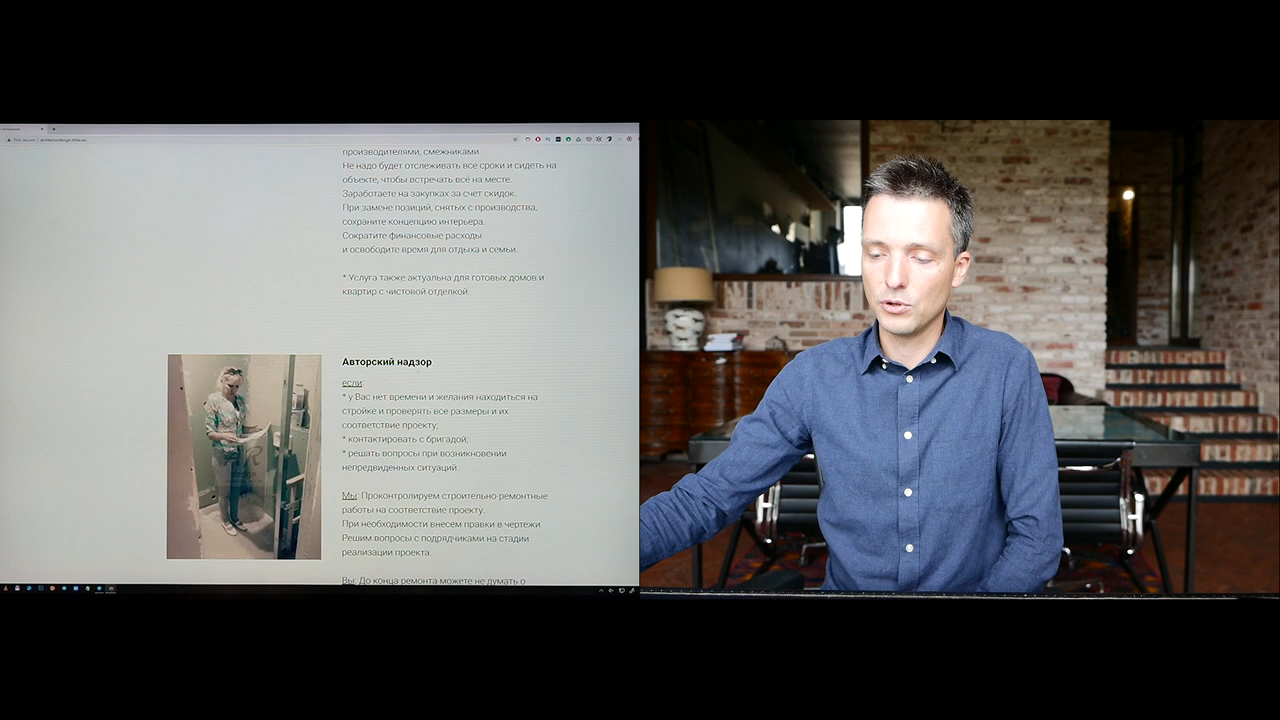 производителями, смежниками.
Не надо будет отслеживать все сроки и сидеть на
объекте, чтобы встречать всё на месте.
Заработаете на закупках за счет скидок.
При замене позиций, снятых с производства,
сохраните концепцию интерьера.
Сократите финансовые расходы
и освободите время для отдыха и семьи.
* Услуга также актуальна для готовых домов и
квартир с чистовой отделкой.
Авторский надзор
если:
* у Вас нет времени и желания находиться на
стройке и проверять все размеры и их
соответствие проекту;
* контактировать с бригадой;
* решать вопросы при возникновении
непредвиденных ситуаций.
Мы: Проконтролируем строительно-ремонтные
работы на соответствие проекту.
При необходимости внесем правки в чертежи.
Решим вопросы с подрядчиками на стадии
реализации проекта.
Вы: До конца ремонта можете не думать о